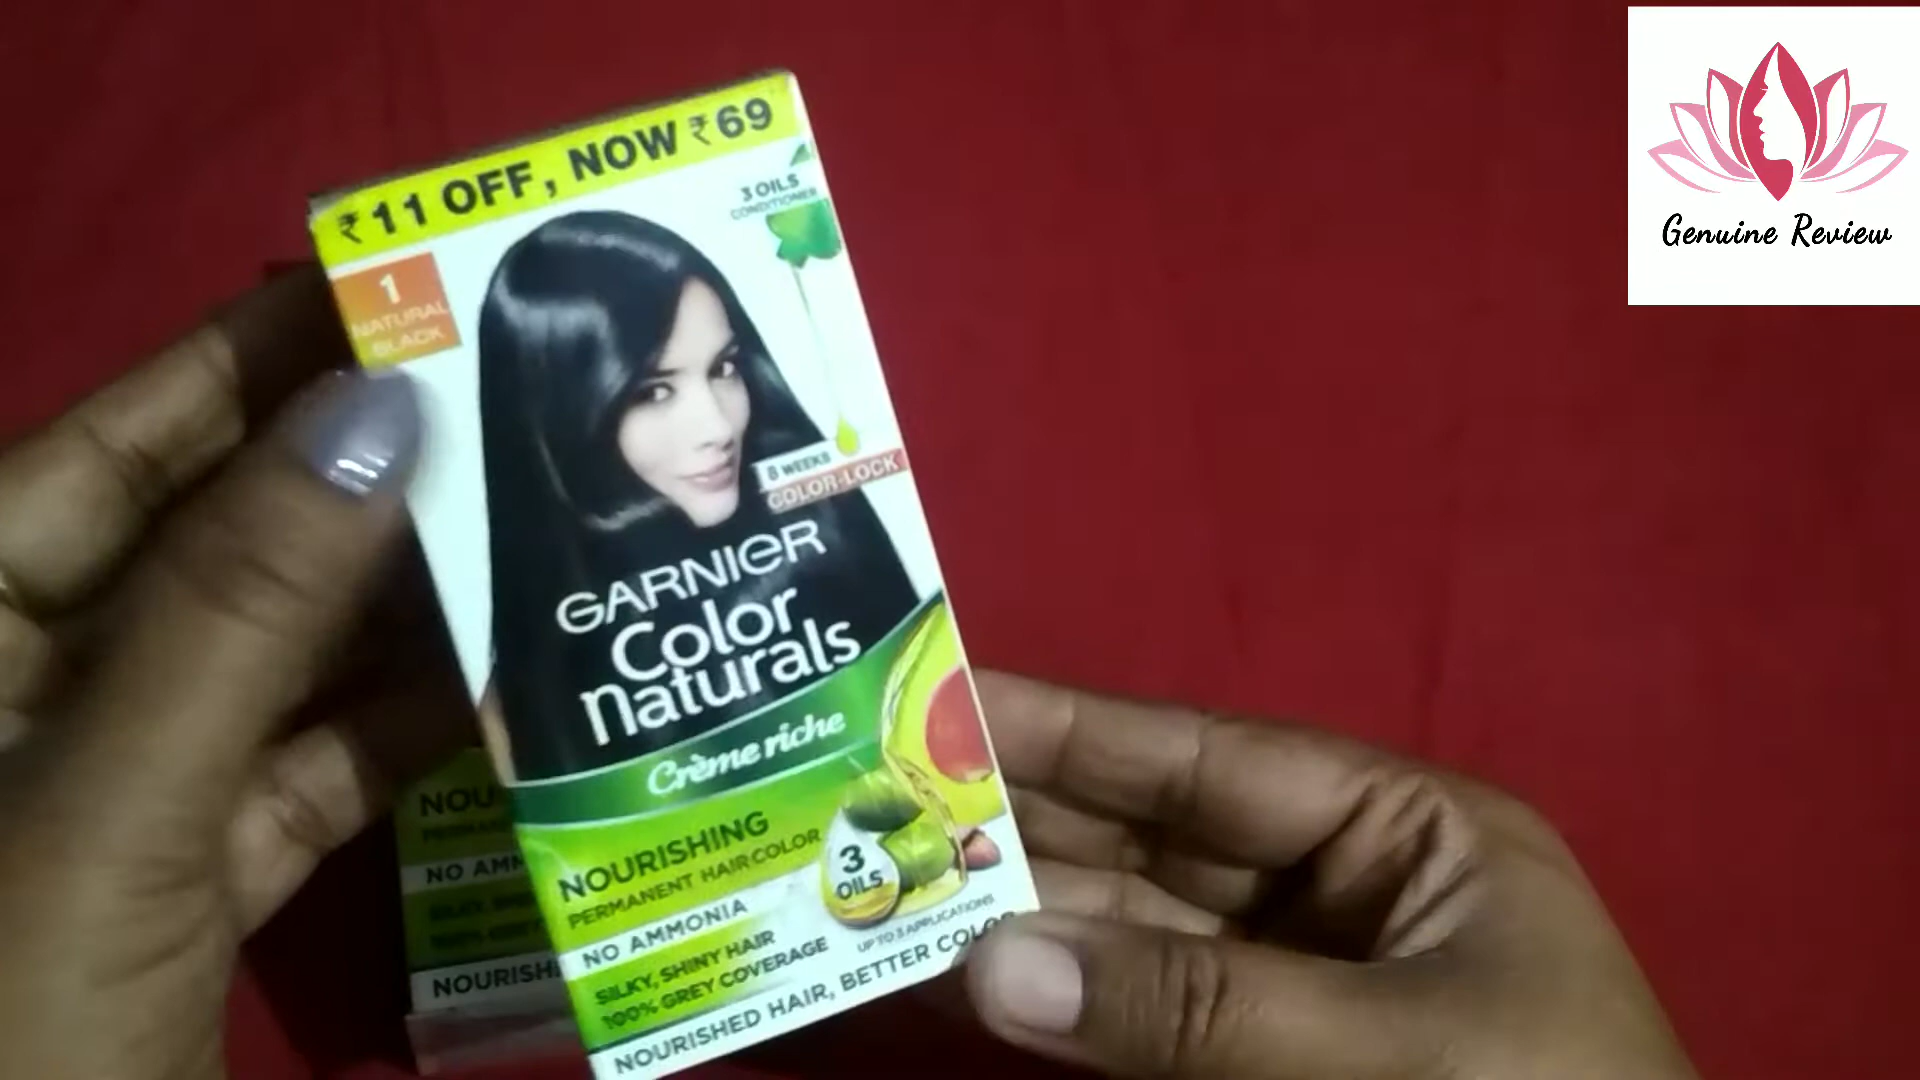 ₹11 OFF, NOW ₹69
3 OILS
CONDITIONER
1
NATURAL
BLACK
8 WEEKS
COLOR-LOCK
GARNIER
Color
naturals
Crème riche
NOURISHING
PERMANENT HAIR COLOR
3
OILS
NO AMMONIA
UP TO 3 APPLICATIONS
SILKY, SHINY HAIR
100% GREY COVERAGE
NOURISHED HAIR, BETTER COLOR
NOU
PERMAN
NO AMM
NOURISH
Genuine Review